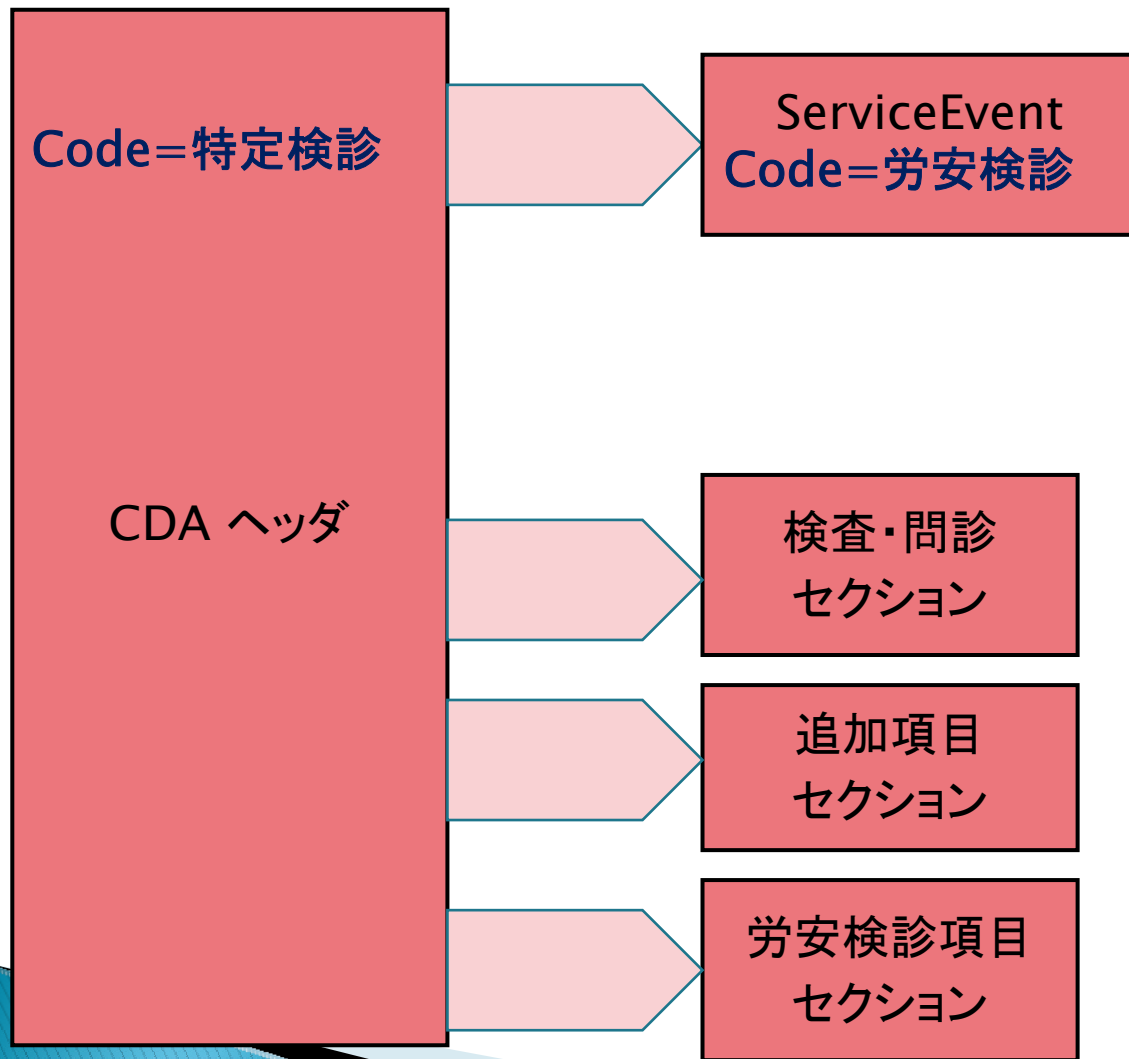 Code=特定検診
CDA ヘッダ
ServiceEvent
Code=労安検診
検査・問診
セクション
追加項目
セクション
労安検診項目
セクション